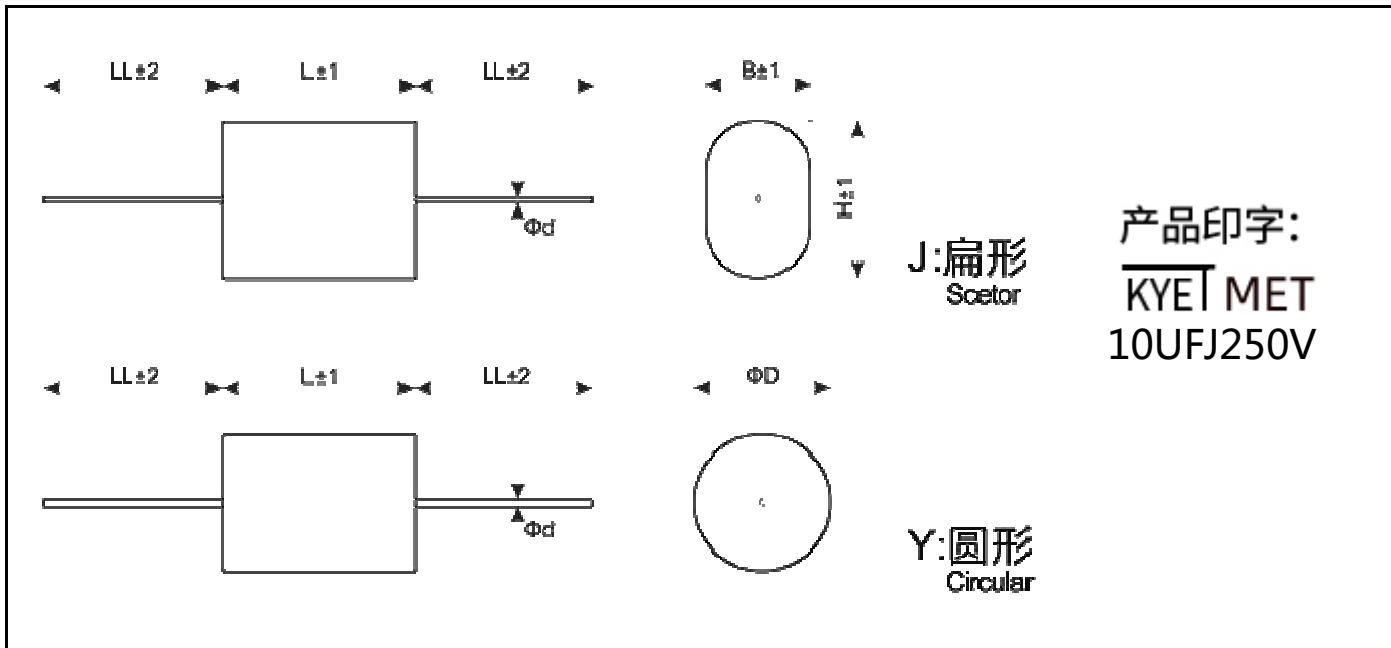 LL±2 L±1 LL±2 B±1
H±1
Φd
J:扁形
Scetor
产品印字:
KYET MET
10UFJ250V
LL±2 L±1 LL±2 ΦD
Φd
Y:圆形
Circular